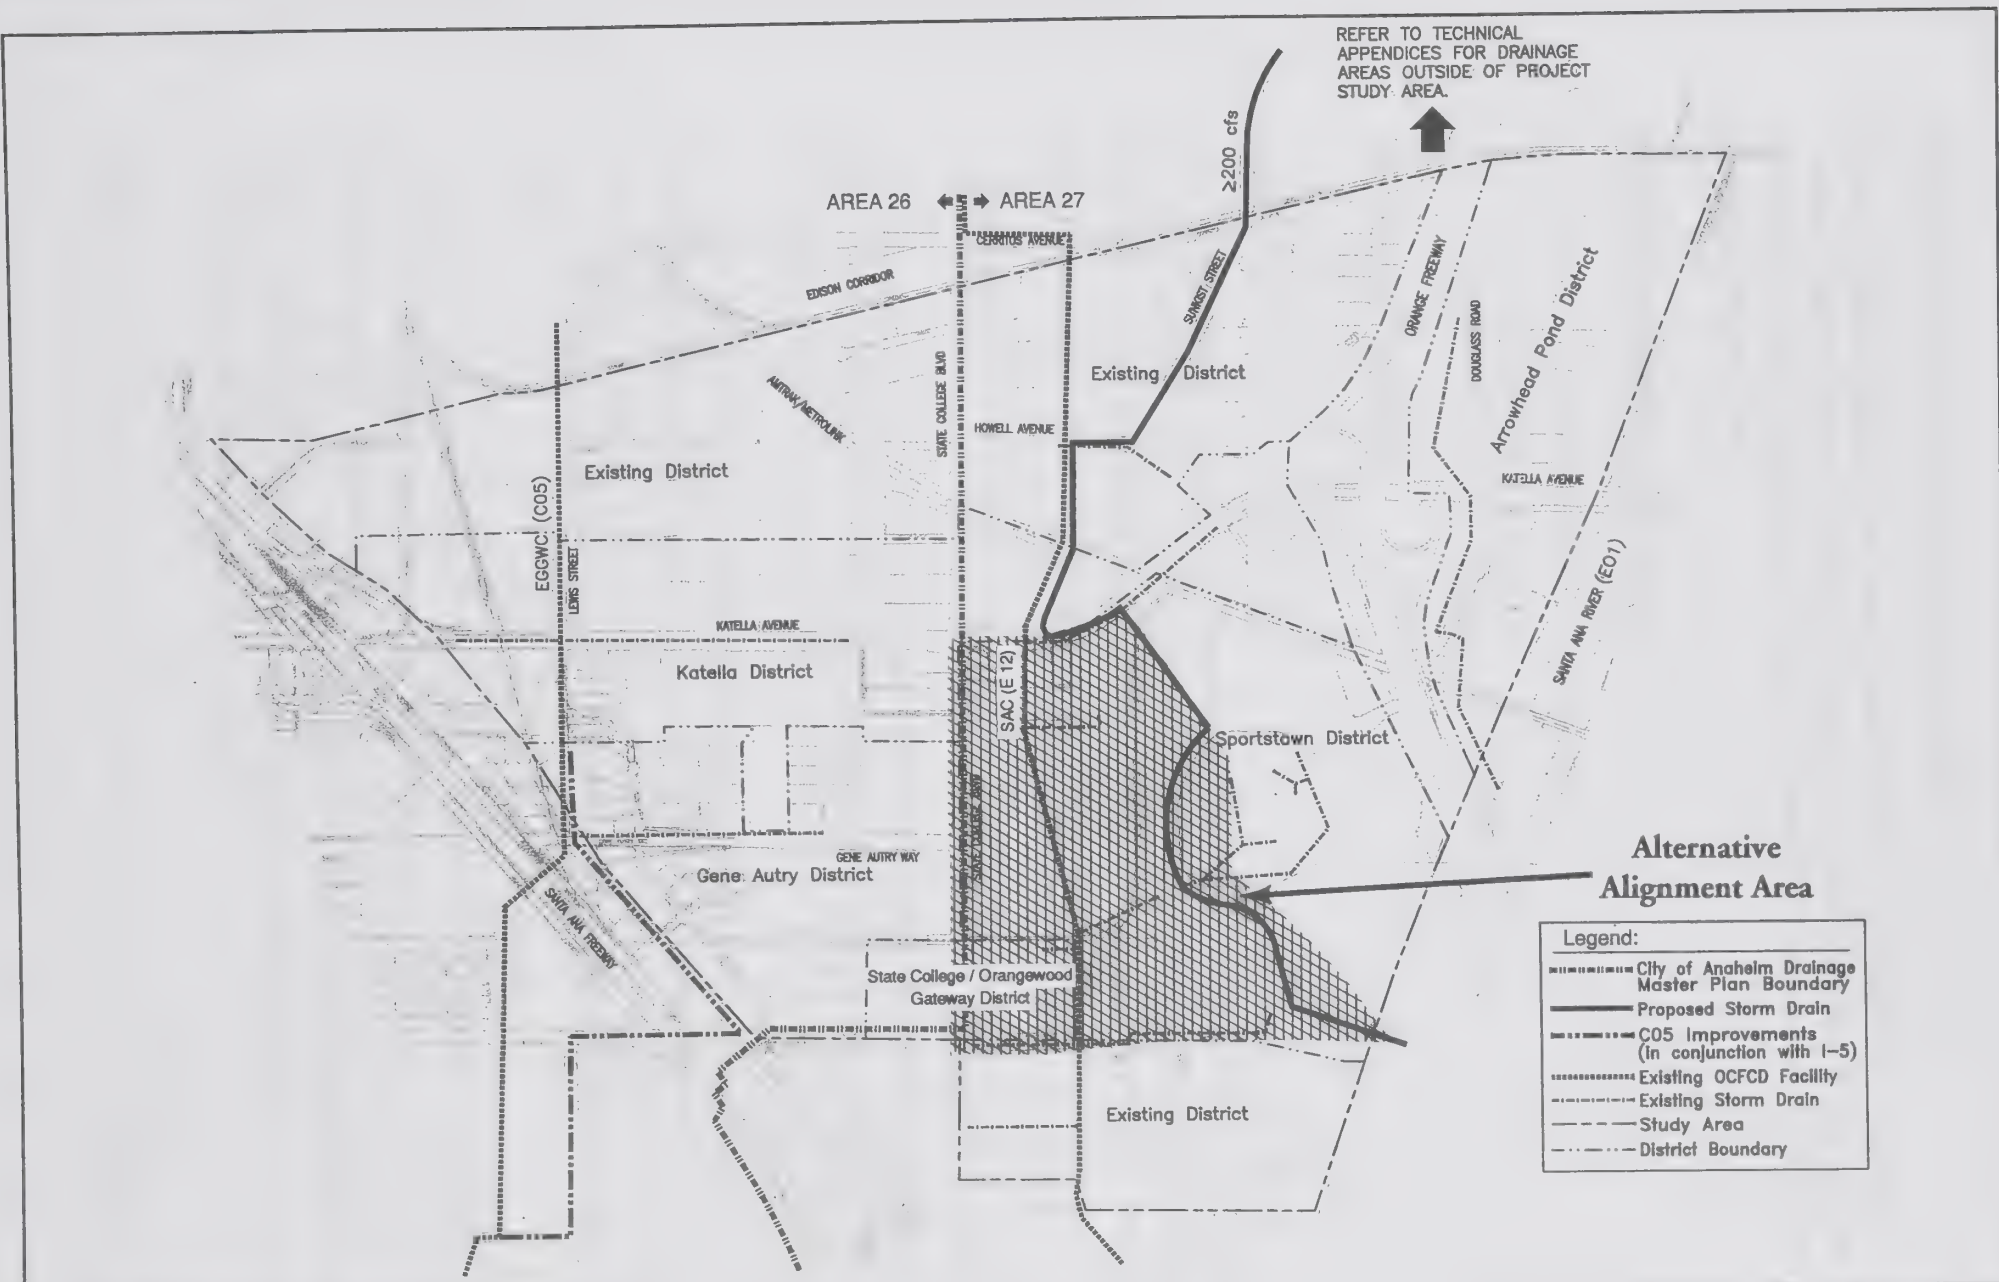 REFER TO TECHNICAL
APPENDICES FOR DRAINAGE
AREAS OUTSIDE OF PROJECT
STUDY AREA.
≥200 cfs
AREA 26
AREA 27
CERRITOS AVENUE
EDISON CORRIDOR
SUNKIST STREET
ORANGE FREEWAY
DOUGLASS ROAD
Arrowhead Pond District
STATE COLLEGE BLVD
AMTRAK/METROLINK
Existing District
HOWELL AVENUE
Existing District
EGGWC (C05)
LEWIS STREET
KATELLA AVENUE
SANTA ANA RIVER (E01)
KATELLA AVENUE
Katella District
SAC (E 12)
Sportstown District
STATE COLLEGE BLVD
GENE AUTRY WAY
Gene Autry District
SANTA ANA FREEWAY
Alternative
Alignment Area
State College / Orangewood
Gateway District
Existing District
Legend:
City of Anaheim Drainage
Master Plan Boundary
Proposed Storm Drain
C05 Improvements
(in conjunction with I-5)
Existing OCFCD Facility
Existing Storm Drain
Study Area
District Boundary